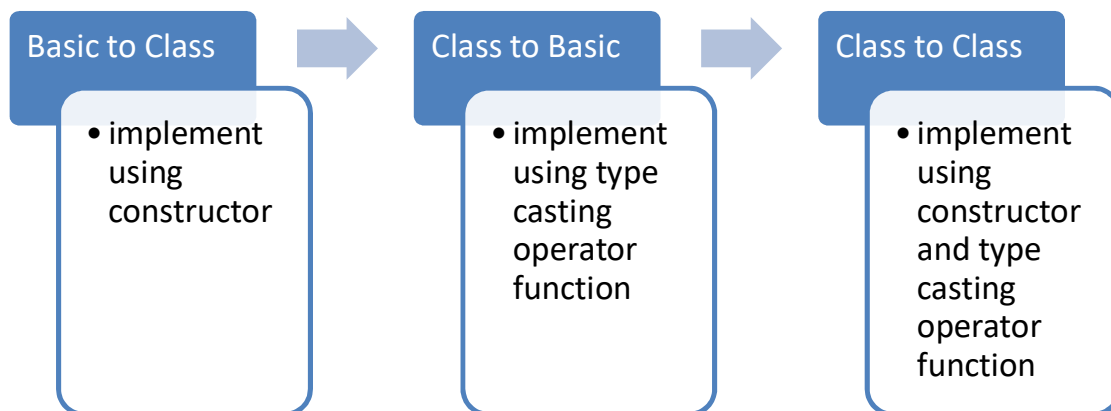 Basic to Class
• implement
using
constructor
Class to Basic
• implement
using type
casting
operator
function
Class to Class
• implement
using
constructor
and type
casting
operator
function